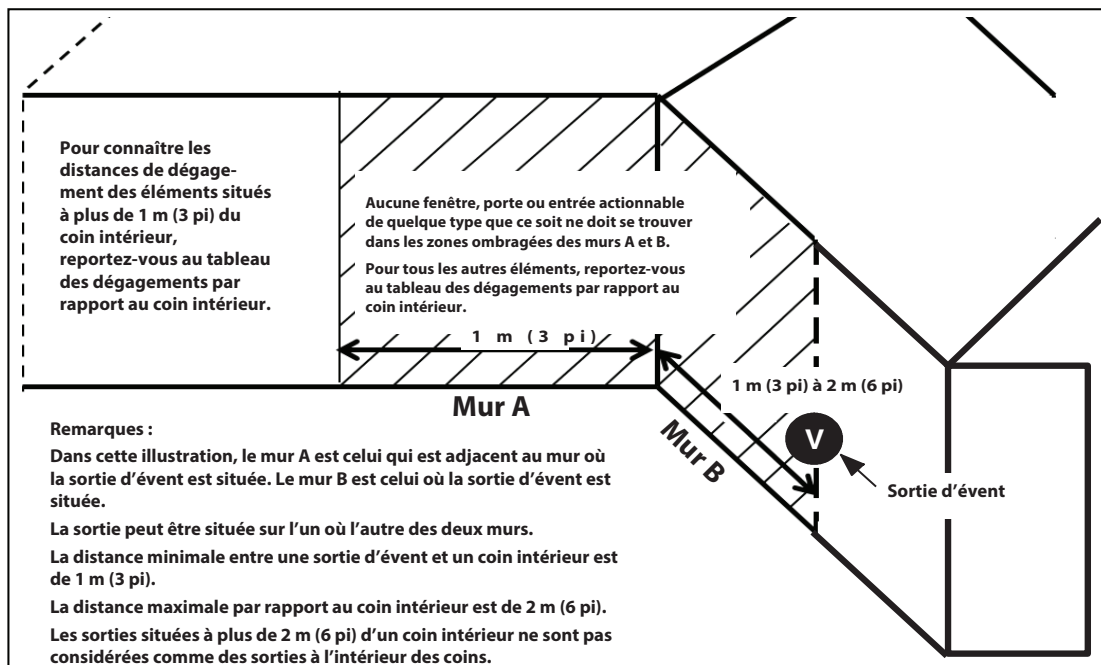 Pour connaître les
distances de dégage-
ment des éléments situés
à plus de 1 m (3 pi) du
coin intérieur,
reportez-vous au tableau
des dégagements par
rapport au coin intérieur.
Aucune fenêtre, porte ou entrée actionnable
de quelque type que ce soit ne doit se trouver
dans les zones ombragées des murs A et B.
Pour tous les autres éléments, reportez-vous
au tableau des dégagements par rapport au
coin intérieur.
1 m (3 pi)
1 m (3 pi) à 2 m (6 pi)
Mur A
Mur B
V
Sortie d’évent
Remarques :
Dans cette illustration, le mur A est celui qui est adjacent au mur où
la sortie d’évent est située. Le mur B est celui où la sortie d’évent est
située.
La sortie peut être située sur l’un où l’autre des deux murs.
La distance minimale entre une sortie d’évent et un coin intérieur est
de 1 m (3 pi).
La distance maximale par rapport au coin intérieur est de 2 m (6 pi).
Les sorties situées à plus de 2 m (6 pi) d’un coin intérieur ne sont pas
considérées comme des sorties à l’intérieur des coins.